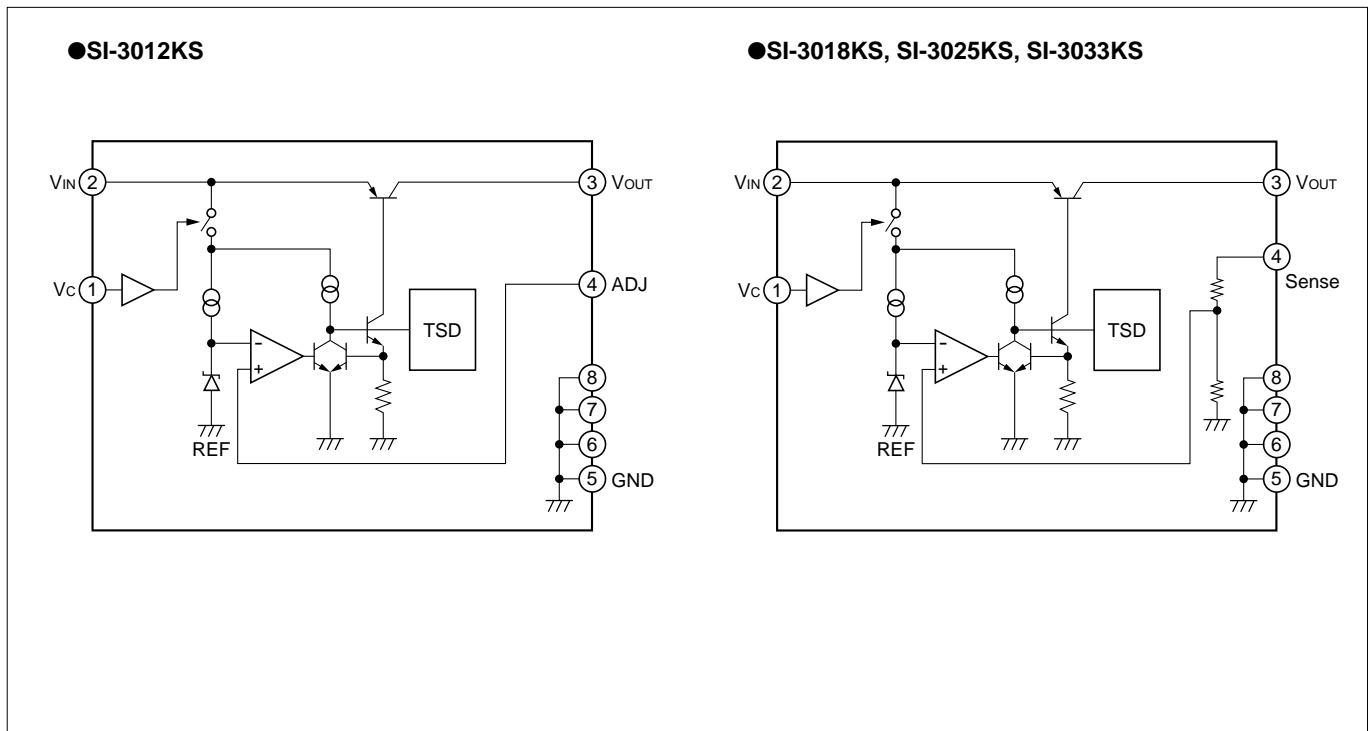 ●SI-3012KS
VIN 2
3 VOUT
VC 1
4 ADJ
TSD
-
+
REF
8
7
6
5 GND
●SI-3018KS, SI-3025KS, SI-3033KS
VIN 2
3 VOUT
VC 1
4
Sense
TSD
-
+
REF
8
7
6
5 GND